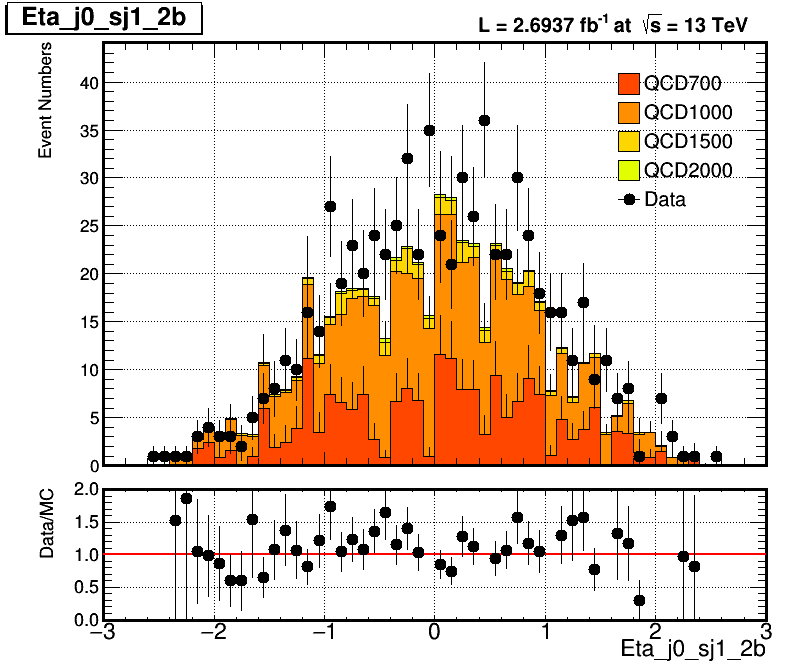 Eta_j0_sj1_2b
L = 2.6937 fb-1 at √s = 13 TeV
Event Numbers
40
35
30
25
20
15
10
5
0
QCD700
QCD1000
QCD1500
QCD2000
Data
Data/MC
2.0
1.5
1.0
0.5
0.0
−3 −2 −1 0 1 2 3
Eta_j0_sj1_2b